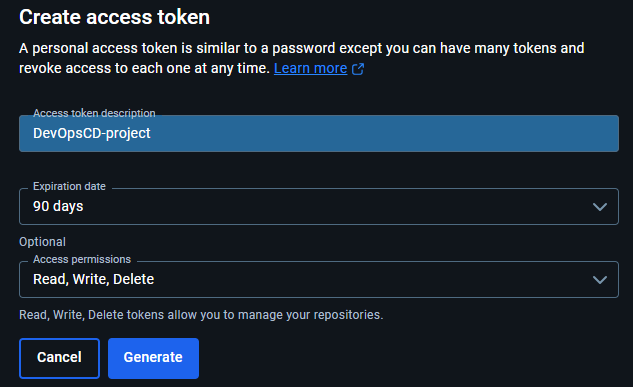 Create access token
A personal access token is similar to a password except you can have many tokens and
revoke access to each one at any time. Learn more
Access token description
DevOpsCD-project
Expiration date
90 days
Optional
Access permissions
Read, Write, Delete
Read, Write, Delete tokens allow you to manage your repositories.
Cancel Generate